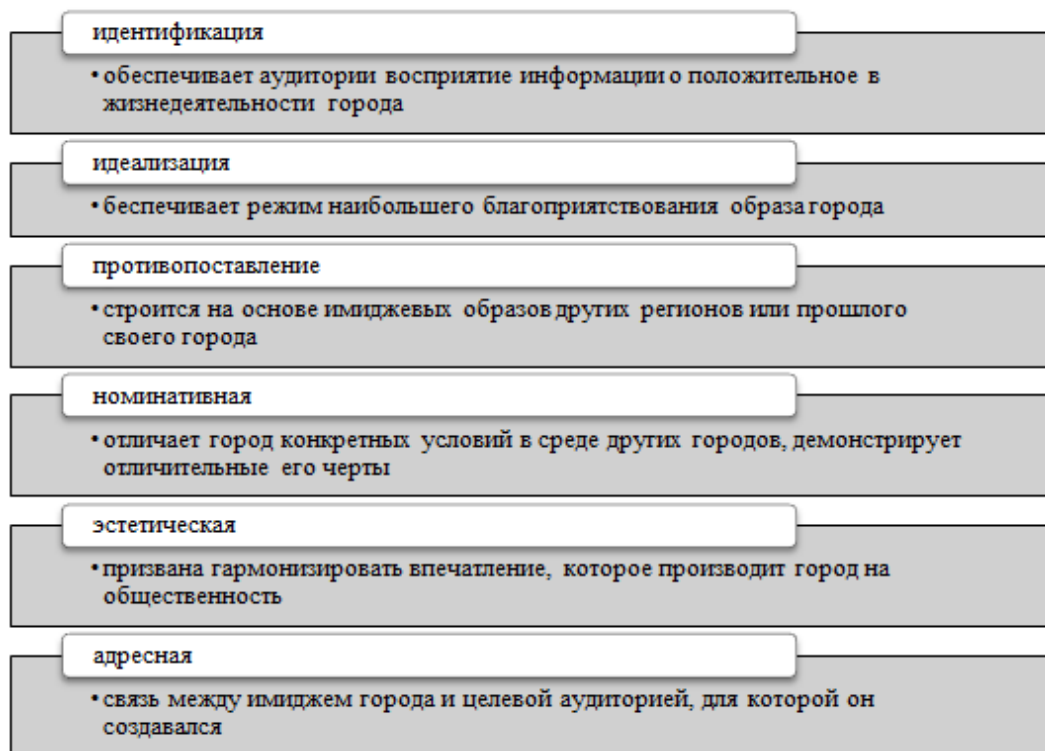 идентификация
•обеспечивает аудитории восприятие информации о положительное в
жизнедеятельности города
идеализация
•беспечивает режим наибольшего благоприятствования образа города
противопоставление
•строится на основе имиджевых образов других регионов или прошлого
своего города
номинативная
•отличает город конкретных условий в среде других городов, демонстрирует
отличительные его черты
эстетическая
•призвана гармонизировать впечатление, которое производит город на
общественность
адресная
•связь между имиджем города и целевой аудиторией, для которой он
создавался